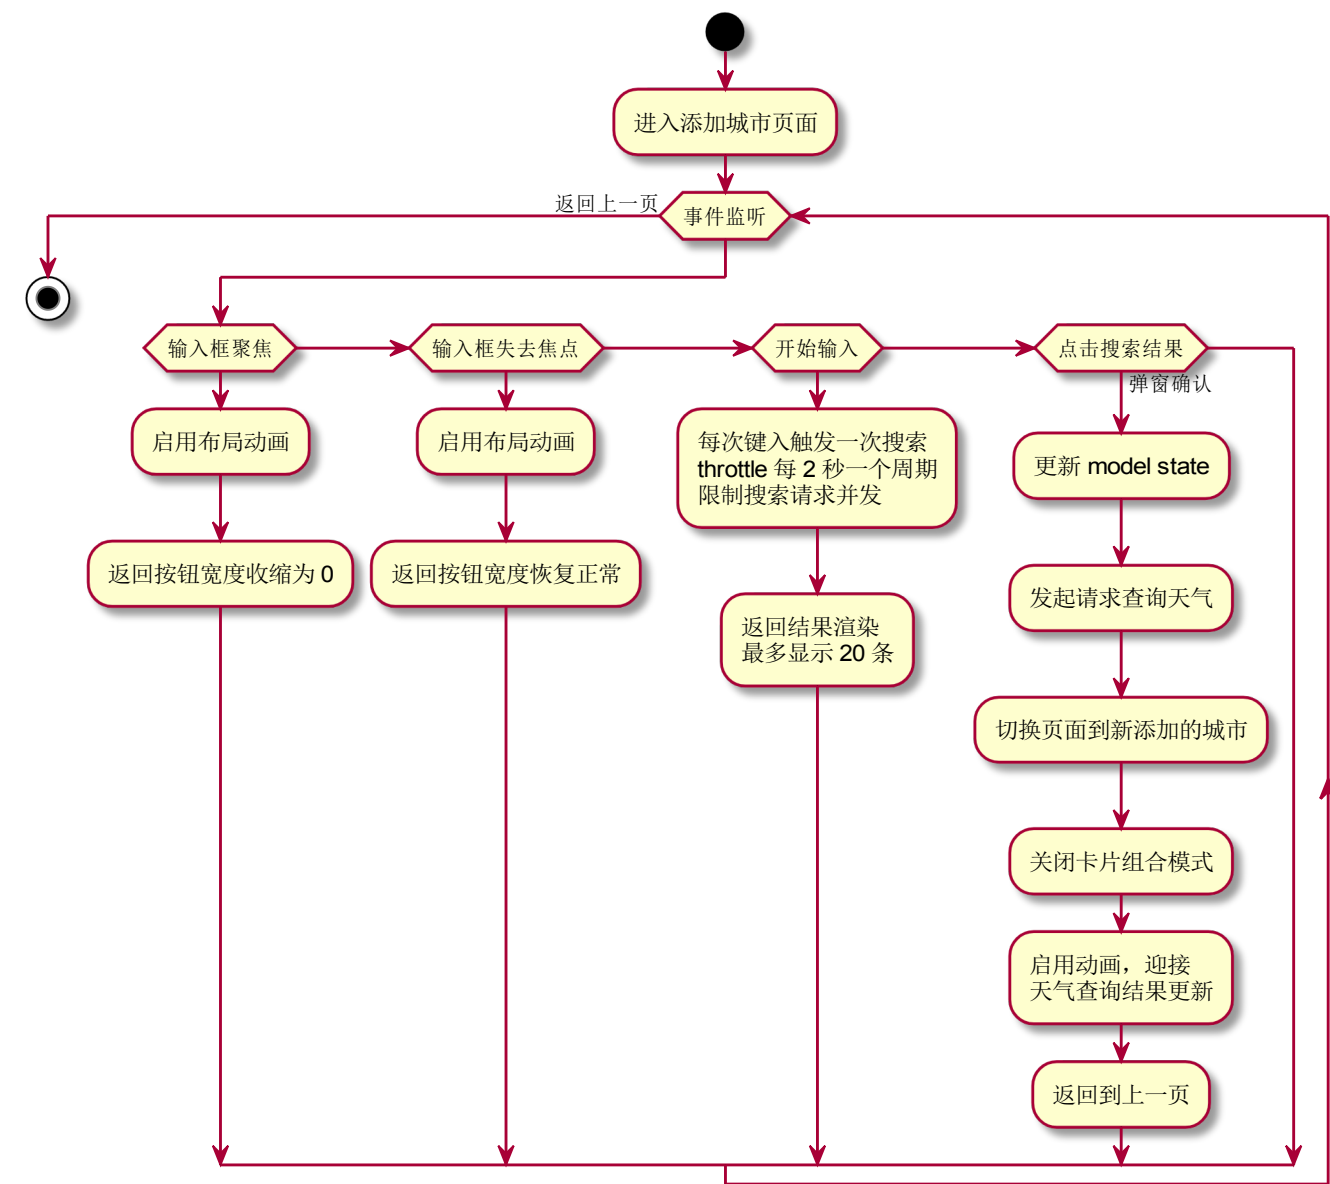 进入添加城市页面
返回上一页
事件监听
输入框聚焦
输入框失去焦点
开始输入
点击搜索结果
弹窗确认
启用布局动画
启用布局动画
每次键入触发一次搜索
throttle 每 2 秒一个周期
限制搜索请求并发
更新 model state
返回按钮宽度收缩为 0
返回按钮宽度恢复正常
发起请求查询天气
返回结果渲染
最多显示 20 条
切换页面到新添加的城市
关闭卡片组合模式
启用动画，迎接
天气查询结果更新
返回到上一页